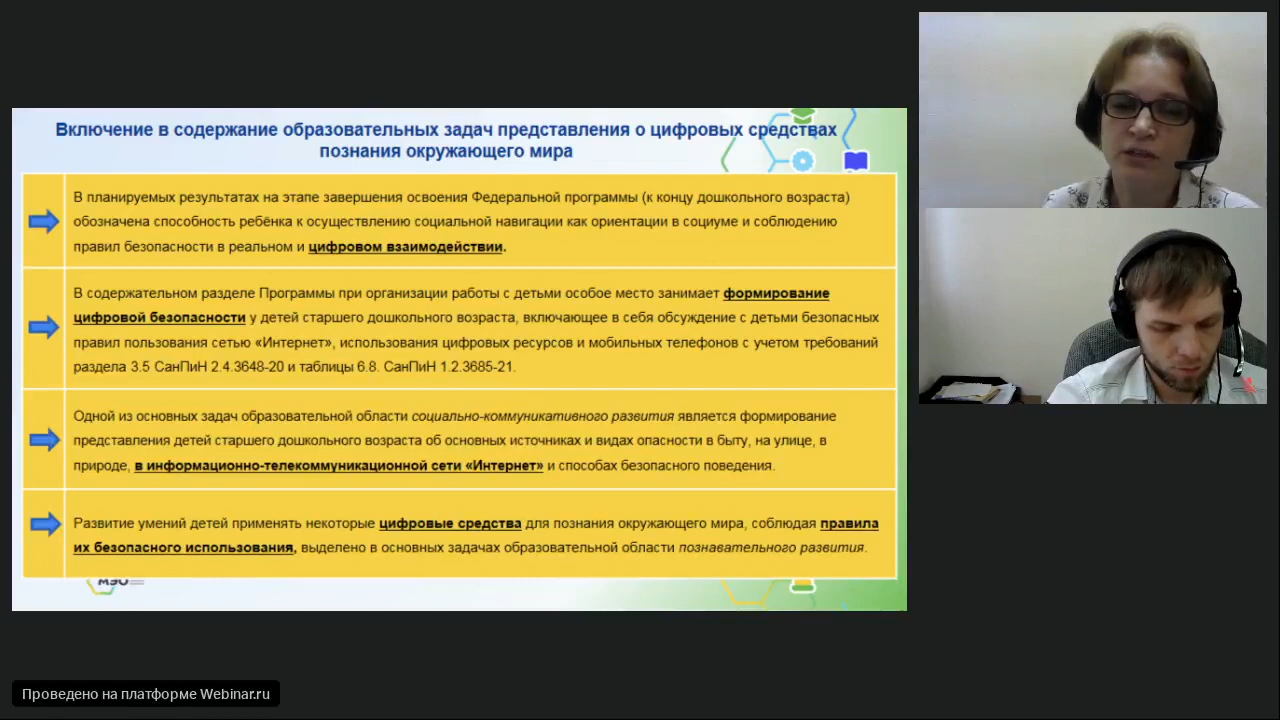 Включение в содержание образовательных задач представления о цифровых средствах
познания окружающего мира
В планируемых результатах на этапе завершения освоения Федеральной программы (к концу дошкольного возраста)
обозначена способность ребёнка к осуществлению социальной навигации как ориентации в социуме и соблюдению
правил безопасности в реальном и цифровом взаимодействии.
В содержательном разделе Программы при организации работы с детьми особое место занимает формирование
цифровой безопасности у детей старшего дошкольного возраста, включающее в себя обсуждение с детьми безопасных
правил пользования сетью «Интернет», использования цифровых ресурсов и мобильных телефонов с учетом требований
раздела 3.5 СанПиН 2.4.3648-20 и таблицы 6.8. СанПиН 1.2.3685-21.
Одной из основных задач образовательной области социально-коммуникативного развития является формирование
представления детей старшего дошкольного возраста об основных источниках и видах опасности в быту, на улице, в
природе, в информационно-телекоммуникационной сети «Интернет» и способах безопасного поведения.
Развитие умений детей применять некоторые цифровые средства для познания окружающего мира, соблюдая правила
их безопасного использования, выделено в основных задачах образовательной области познавательного развития.
МЭО
Проведено на платформе Webinar.ru